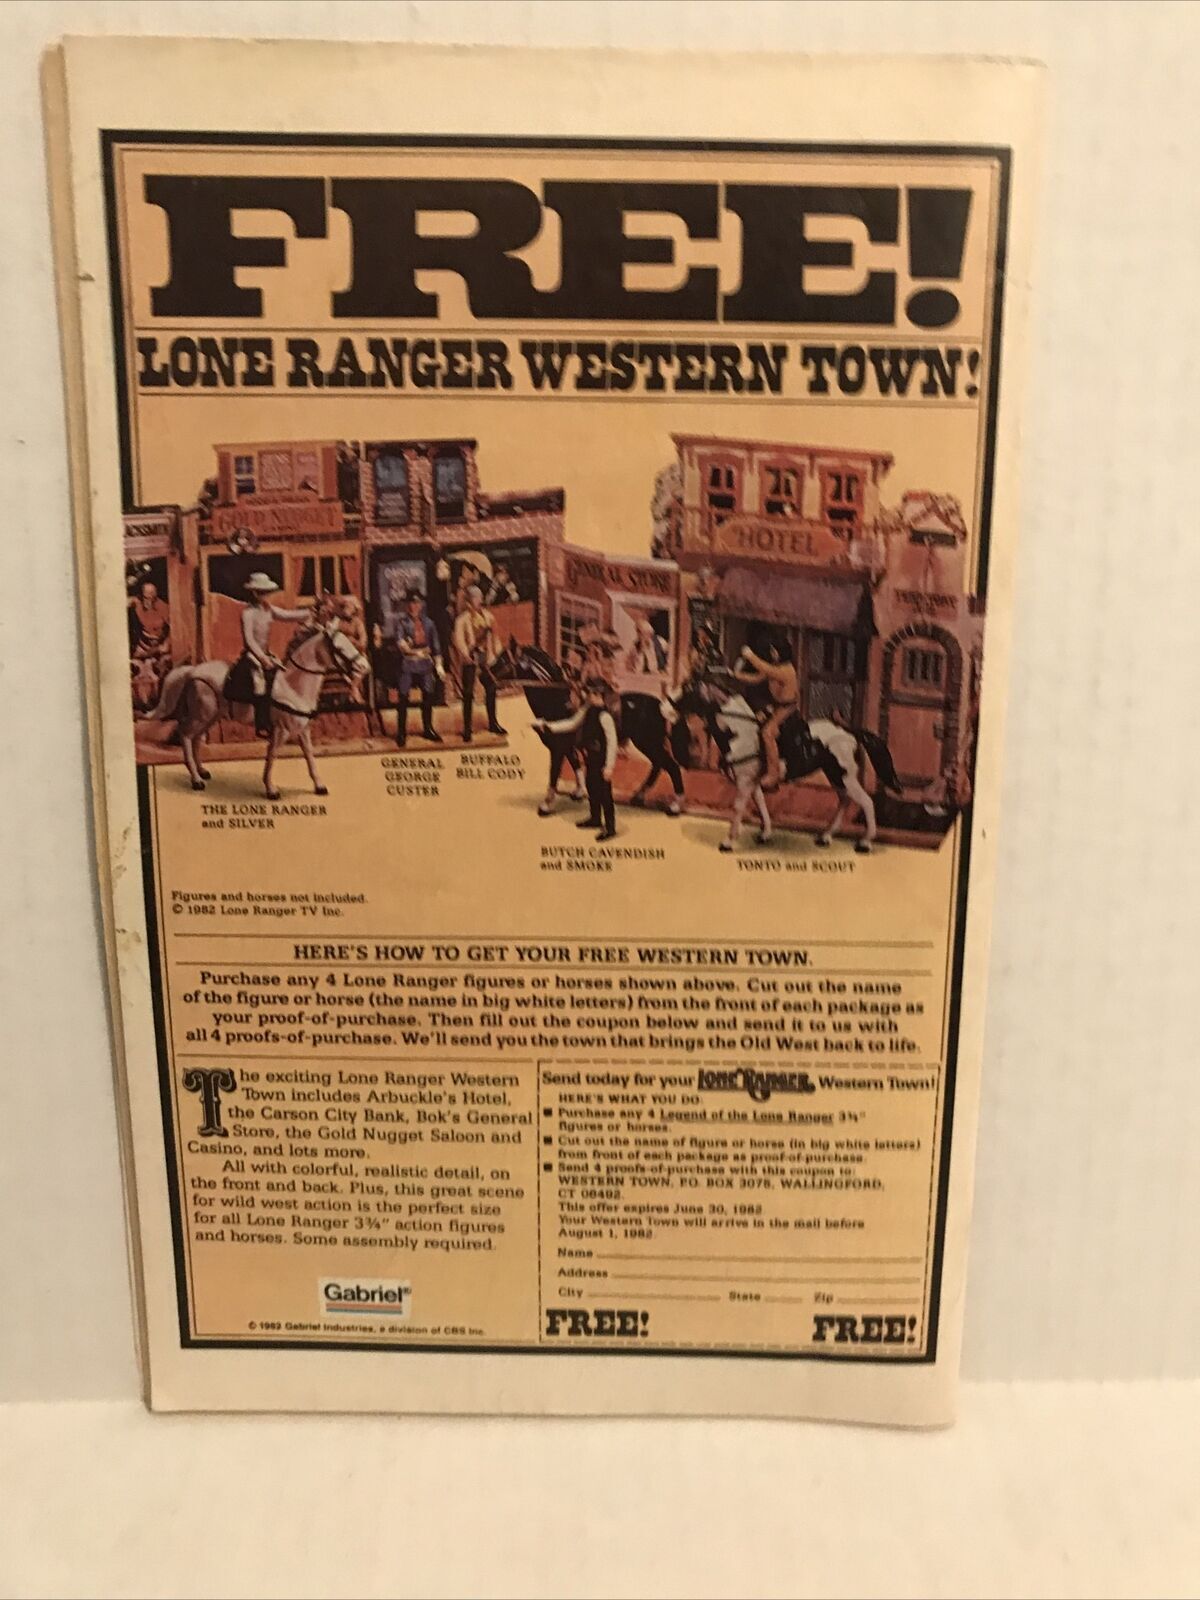 FREE!
LONE RANGER WESTERN TOWN!
ACKSMITH
GOLD NUGGET
HOTEL
GENERAL STORE
GENERAL
GEORGE
CUSTER
BUFFALO
BILL CODY
THE LONE RANGER
and SILVER
BUTCH CAVENDISH
and SMOKE
TONTO and SCOUT
Figures and horses not included.
© 1982 Lone Ranger TV Inc.
HERE'S HOW TO GET YOUR FREE WESTERN TOWN.
Purchase any 4 Lone Ranger figures or horses shown above. Cut out the name
of the figure or horse (the name in big white letters) from the front of each package as
your proof-of-purchase. Then fill out the coupon below and send it to us with
all 4 proofs-of-purchase. We'll send you the town that brings the Old West back to life.
The exciting Lone Ranger Western
Town includes Arbuckle's Hotel,
the Carson City Bank, Bok's General
Store, the Gold Nugget Saloon and
Casino, and lots more.
All with colorful, realistic detail, on
the front and back. Plus, this great scene
for wild west action is the perfect size
for all Lone Ranger 3¾" action figures
and horses. Some assembly required.
Gabriel®
© 1982 Gabriel Industries, a division of CBS Inc.
Send today for your LONE RANGER Western Town!
HERE'S WHAT YOU DO:
■ Purchase any 4 Legend of the Lone Ranger 3¾"
figures or horses.
■ Cut out the name of figure or horse (in big white letters)
from front of each package as proof-of-purchase.
■ Send 4 proofs-of-purchase with this coupon to:
WESTERN TOWN, P.O. BOX 3078, WALLINGFORD,
CT 06492.
This offer expires June 30, 1982
Your Western Town will arrive in the mail before
August 1, 1982.
Name
Address
City State Zip
FREE! FREE!